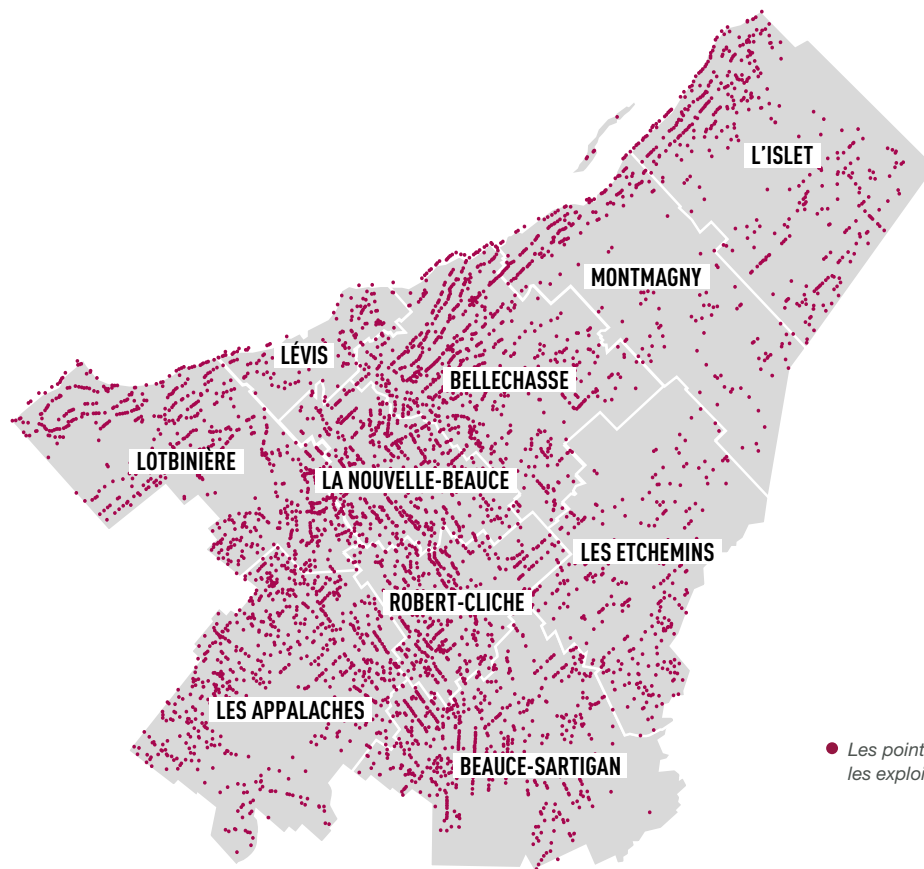 L'ISLET
MONTMAGNY
LÉVIS
BELLECHASSE
LOTBINIÈRE
LA NOUVELLE-BEAUCE
LES ETCHEMINS
ROBERT-CLICHE
LES APPALACHES
BEAUCE-SARTIGAN
Les point
les exploi